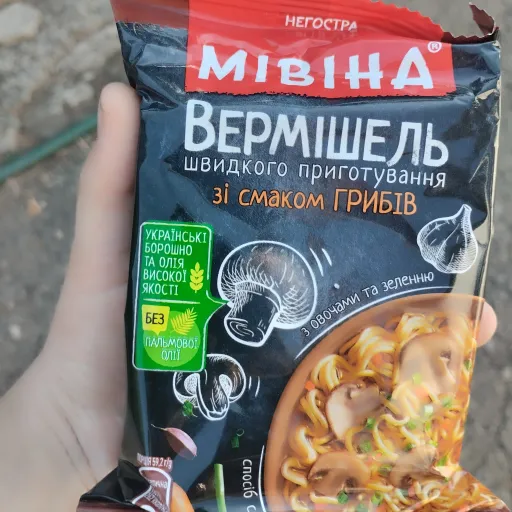 НЕГОСТРА
МІВІНА®
ВЕРМІШЕЛЬ
ШВИДКОГО ПРИГОТУВАННЯ
ЗІ СМАКОМ ГРИБІВ
УКРАЇНСЬКІ
БОРОШНО
ТА ОЛІЯ
ВИСОКОЇ
ЯКОСТІ
БЕЗ
ПАЛЬМОВОЇ
ОЛІЇ
З ОВОЧАМИ ТА ЗЕЛЕННЮ
СПОСІБ